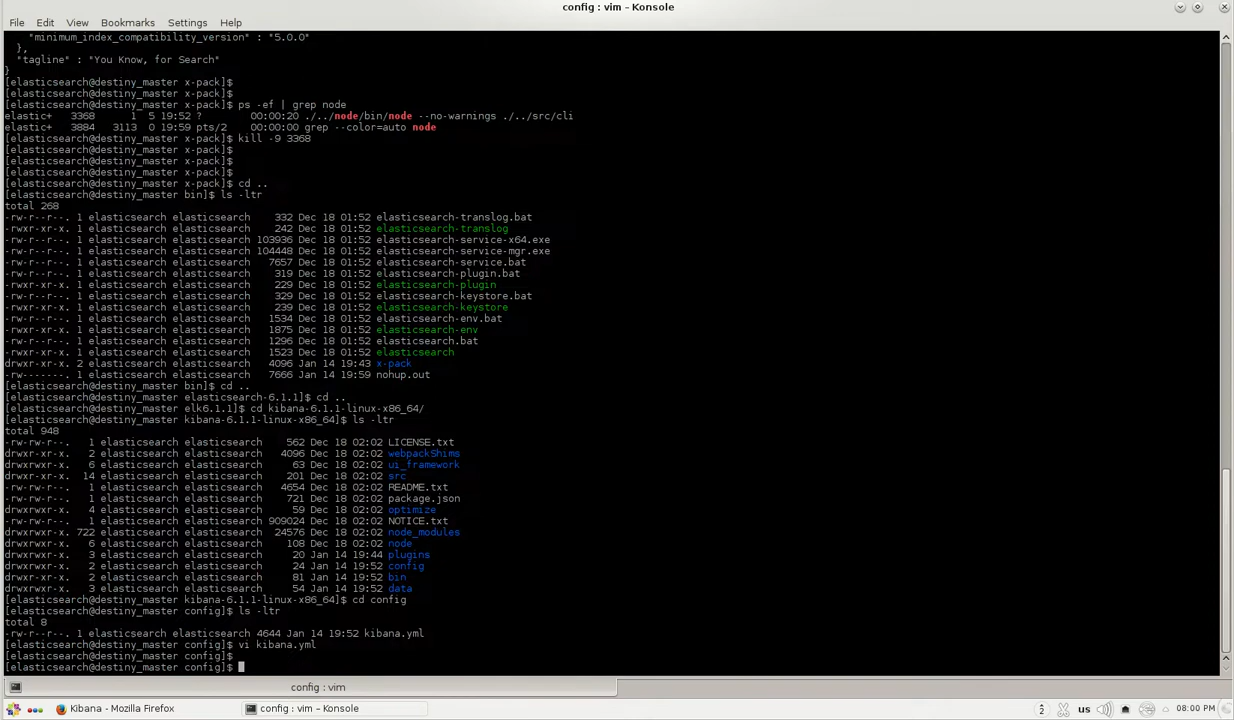 config : vim – Konsole
File Edit View Bookmarks Settings Help
"minimum_index_compatibility_version" : "5.0.0"
},
"tagline" : "You Know, for Search"
}
[elasticsearch@destiny_master x-pack]$
[elasticsearch@destiny_master x-pack]$
[elasticsearch@destiny_master x-pack]$ ps -ef | grep node
elastic+ 3368 1 5 19:52 ? 00:00:20 ./../node/bin/node --no-warnings ./../src/cli
elastic+ 3884 3113 0 19:59 pts/2 00:00:00 grep --color=auto node
[elasticsearch@destiny_master x-pack]$ kill -9 3368
[elasticsearch@destiny_master x-pack]$
[elasticsearch@destiny_master x-pack]$
[elasticsearch@destiny_master x-pack]$
[elasticsearch@destiny_master x-pack]$ cd ..
[elasticsearch@destiny_master bin]$ ls -ltr
total 268
-rw-r--r--. 1 elasticsearch elasticsearch 332 Dec 18 01:52 elasticsearch-translog.bat
-rwxr-xr-x. 1 elasticsearch elasticsearch 242 Dec 18 01:52 elasticsearch-translog
-rw-r--r--. 1 elasticsearch elasticsearch 103936 Dec 18 01:52 elasticsearch-service-x64.exe
-rw-r--r--. 1 elasticsearch elasticsearch 104448 Dec 18 01:52 elasticsearch-service-mgr.exe
-rw-r--r--. 1 elasticsearch elasticsearch 7657 Dec 18 01:52 elasticsearch-service.bat
-rw-r--r--. 1 elasticsearch elasticsearch 319 Dec 18 01:52 elasticsearch-plugin.bat
-rwxr-xr-x. 1 elasticsearch elasticsearch 229 Dec 18 01:52 elasticsearch-plugin
-rw-r--r--. 1 elasticsearch elasticsearch 329 Dec 18 01:52 elasticsearch-keystore.bat
-rwxr-xr-x. 1 elasticsearch elasticsearch 239 Dec 18 01:52 elasticsearch-keystore
-rw-r--r--. 1 elasticsearch elasticsearch 1534 Dec 18 01:52 elasticsearch-env.bat
-rwxr-xr-x. 1 elasticsearch elasticsearch 1875 Dec 18 01:52 elasticsearch-env
-rw-r--r--. 1 elasticsearch elasticsearch 1296 Dec 18 01:52 elasticsearch.bat
-rwxr-xr-x. 1 elasticsearch elasticsearch 1523 Dec 18 01:52 elasticsearch
drwxr-xr-x. 2 elasticsearch elasticsearch 4096 Jan 14 19:43 x-pack
-rw-------. 1 elasticsearch elasticsearch 7666 Jan 14 19:59 nohup.out
[elasticsearch@destiny_master bin]$ cd ..
[elasticsearch@destiny_master elasticsearch-6.1.1]$ cd ..
[elasticsearch@destiny_master elk6.1.1]$ cd kibana-6.1.1-linux-x86_64/
[elasticsearch@destiny_master kibana-6.1.1-linux-x86_64]$ ls -ltr
total 948
-rw-rw-r--. 1 elasticsearch elasticsearch 562 Dec 18 02:02 LICENSE.txt
drwxrwxr-x. 2 elasticsearch elasticsearch 4096 Dec 18 02:02 webpackShims
drwxrwxr-x. 6 elasticsearch elasticsearch 63 Dec 18 02:02 ui_framework
drwxrwxr-x. 14 elasticsearch elasticsearch 201 Dec 18 02:02 src
-rw-rw-r--. 1 elasticsearch elasticsearch 4654 Dec 18 02:02 README.txt
-rw-rw-r--. 1 elasticsearch elasticsearch 721 Dec 18 02:02 package.json
drwxrwxr-x. 4 elasticsearch elasticsearch 59 Dec 18 02:02 optimize
-rw-rw-r--. 1 elasticsearch elasticsearch 909024 Dec 18 02:02 NOTICE.txt
drwxrwxr-x. 722 elasticsearch elasticsearch 24576 Dec 18 02:02 node_modules
drwxrwxr-x. 6 elasticsearch elasticsearch 108 Dec 18 02:02 node
drwxrwxr-x. 3 elasticsearch elasticsearch 20 Jan 14 19:44 plugins
drwxrwxr-x. 2 elasticsearch elasticsearch 24 Jan 14 19:52 config
drwxr-xr-x. 2 elasticsearch elasticsearch 81 Jan 14 19:52 bin
drwxrwxr-x. 3 elasticsearch elasticsearch 54 Jan 14 19:52 data
[elasticsearch@destiny_master kibana-6.1.1-linux-x86_64]$ cd config
[elasticsearch@destiny_master config]$ ls -ltr
total 8
-rw-r--r--. 1 elasticsearch elasticsearch 4644 Jan 14 19:52 kibana.yml
[elasticsearch@destiny_master config]$ vi kibana.yml
[elasticsearch@destiny_master config]$
[elasticsearch@destiny_master config]$
config : vim
Kibana - Mozilla Firefox
config : vim – Konsole
2
us
08:00 PM